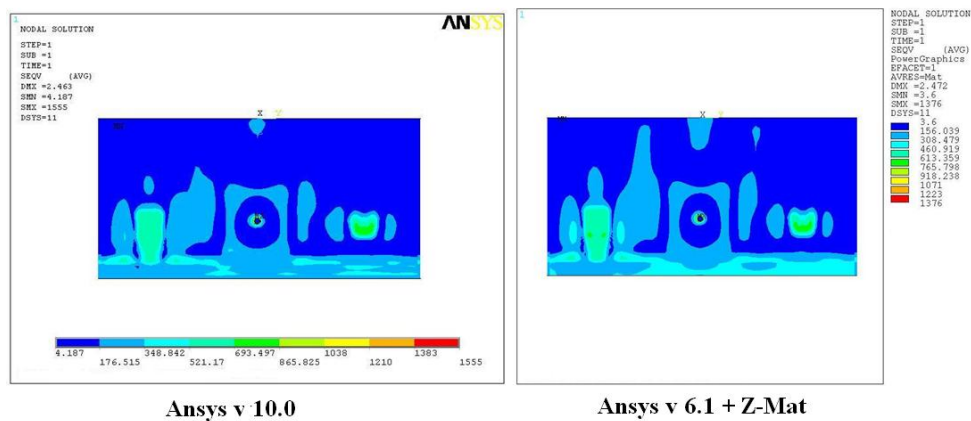 1
ANSYS
NODAL SOLUTION
STEP=1
SUB =1
TIME=1
SEQV (AVG)
DMX =2.463
SMN =4.187
SMX =1555
DSYS=11
X Y
4.187 348.842 693.497 1038 1383
176.515 521.17 865.825 1210 1555
Ansys v 10.0
1
NODAL SOLUTION
STEP=1
SUB =1
TIME=1
SEQV (AVG)
PowerGraphics
EFACET=1
AVRES=Mat
DMX =2.472
SMN =3.6
SMX =1376
DSYS=11
X Y
3.6
156.039
308.479
460.919
613.359
765.798
918.238
1071
1223
1376
Ansys v 6.1 + Z-Mat